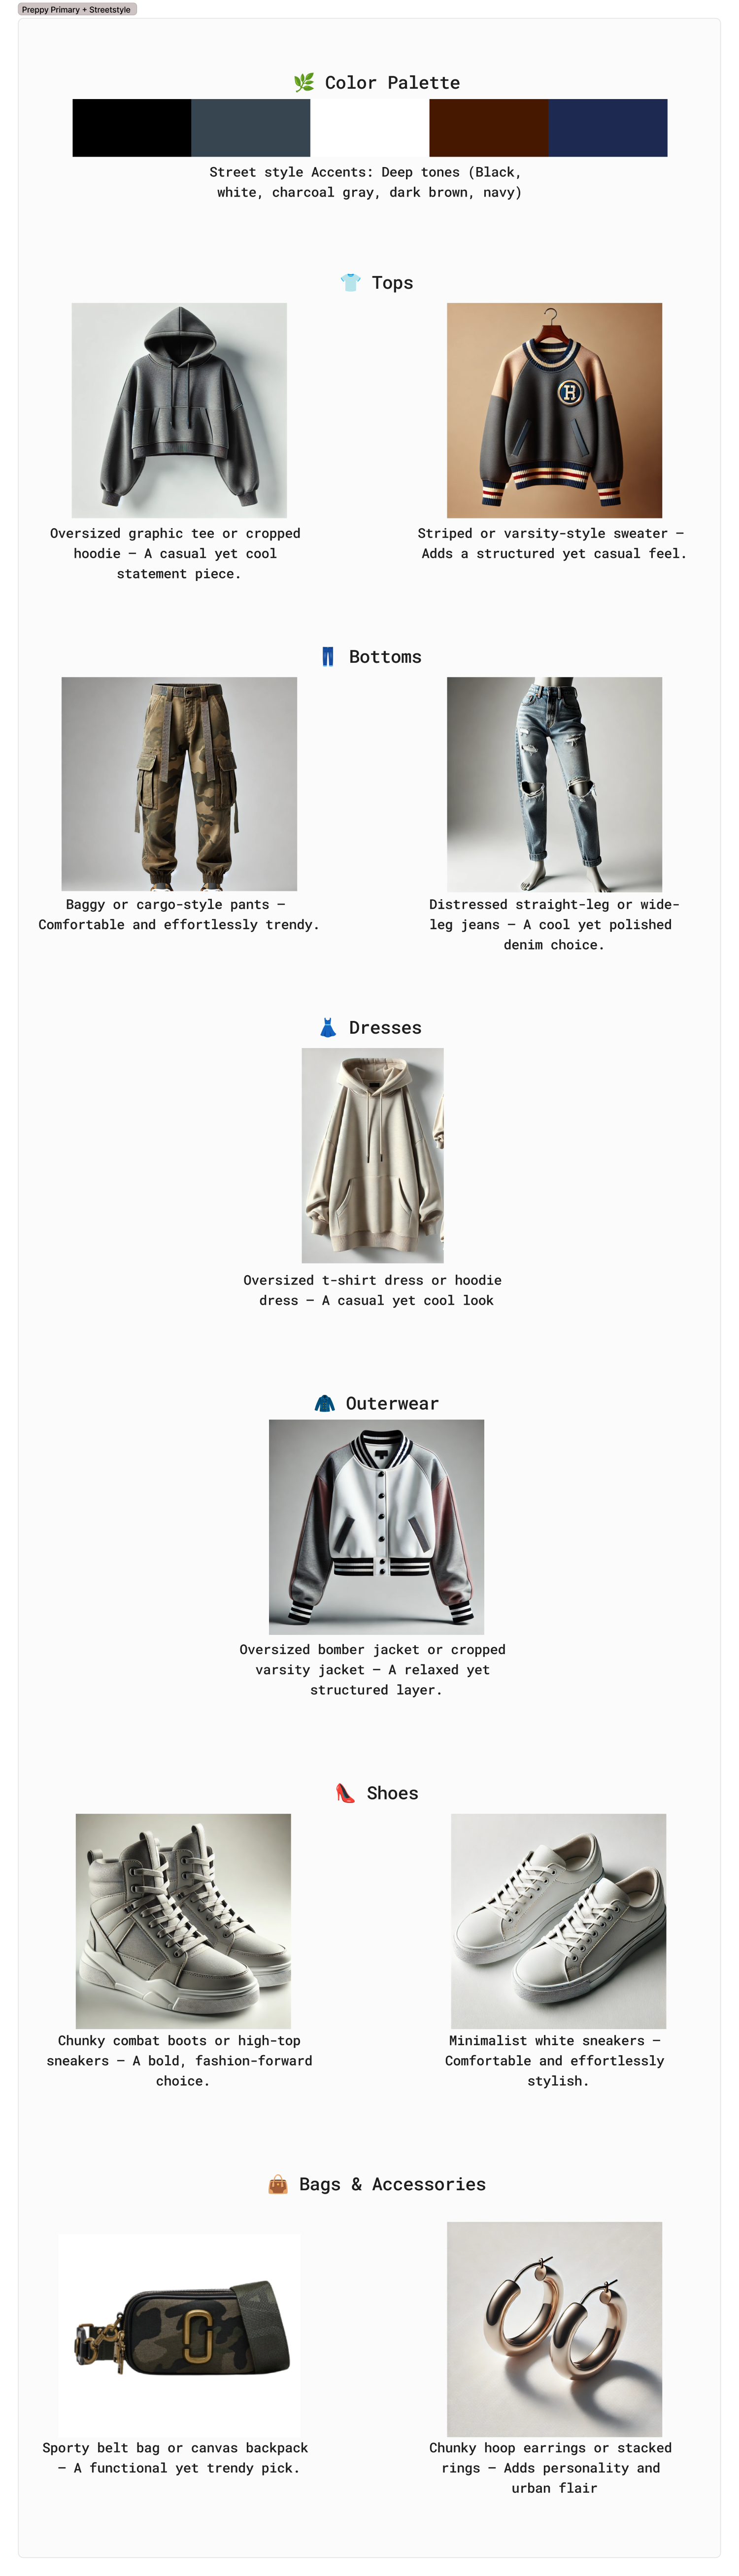 Preppy Primary + Streetstyle
🌿 Color Palette
Street style Accents: Deep tones (Black,
white, charcoal gray, dark brown, navy)
👕 Tops
Oversized graphic tee or cropped
hoodie — A casual yet cool
statement piece.
R
Striped or varsity-style sweater —
Adds a structured yet casual feel.
👖 Bottoms
Baggy or cargo-style pants —
Comfortable and effortlessly trendy.
Distressed straight-leg or wide-
leg jeans — A cool yet polished
denim choice.
👗 Dresses
Oversized t-shirt dress or hoodie
dress — A casual yet cool look
🧥 Outerwear
Oversized bomber jacket or cropped
varsity jacket — A relaxed yet
structured layer.
👠 Shoes
Chunky combat boots or high-top
sneakers — A bold, fashion-forward
choice.
Minimalist white sneakers —
Comfortable and effortlessly
stylish.
👜 Bags & Accessories
Sporty belt bag or canvas backpack
— A functional yet trendy pick.
Chunky hoop earrings or stacked
rings — Adds personality and
urban flair